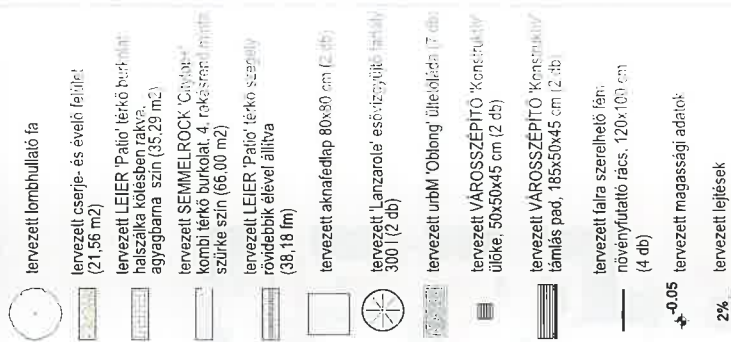 tervezett lombhullató fa
tervezett cserje- és évelő felület
(21,56 m2)
tervezett LEIER 'Patio' térkő burkolat
halszálka kötésben rakva,
agyagbarna szín (35,29 m2)
tervezett SEMMELROCK 'Citytop+'
kombi térkő burkolat, 4. rakásrend minta
szürke szín (66,00 m2)
tervezett LEIER 'Patio' térkő szegély
rövidebbik élével állítva
(38,18 fm)
tervezett aknafedlap 80x80 cm (2 db)
tervezett 'Lanzarole' esővízgyűjtő tartály
300 l (2 db)
tervezett urbM 'Oblong' ültetőláda (7 db)
tervezett VÁROSSZÉPÍTŐ 'Konstruktív'
ülőke, 50x50x45 cm (2 db)
tervezett VÁROSSZÉPÍTŐ 'Konstruktív'
támlás pad, 185x50x45 cm (2 db)
tervezett falra szerelhető fém
növényfuttató rács, 120x100 cm
(4 db)
-0.05 tervezett magassági adatok
2% tervezett lejtések